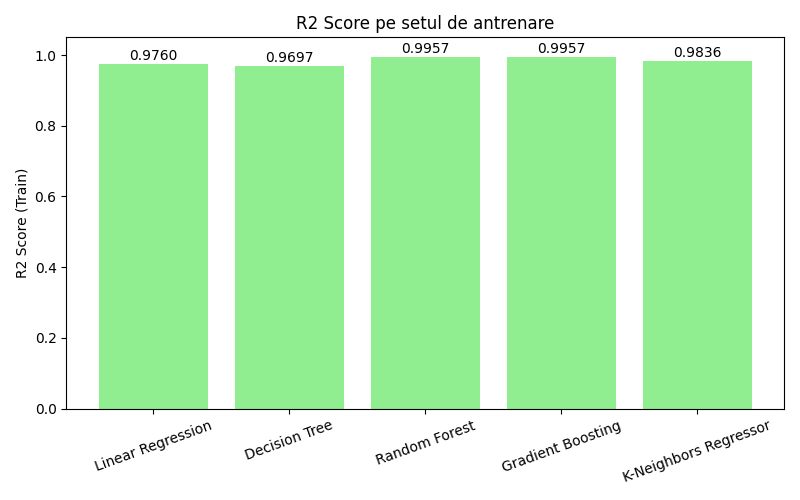 R2 Score pe setul de antrenare
R2 Score (Train)
1.0
0.8
0.6
0.4
0.2
0.0
0.9760
0.9697
0.9957
0.9957
0.9836
Linear Regression
Decision Tree
Random Forest
Gradient Boosting
K-Neighbors Regressor